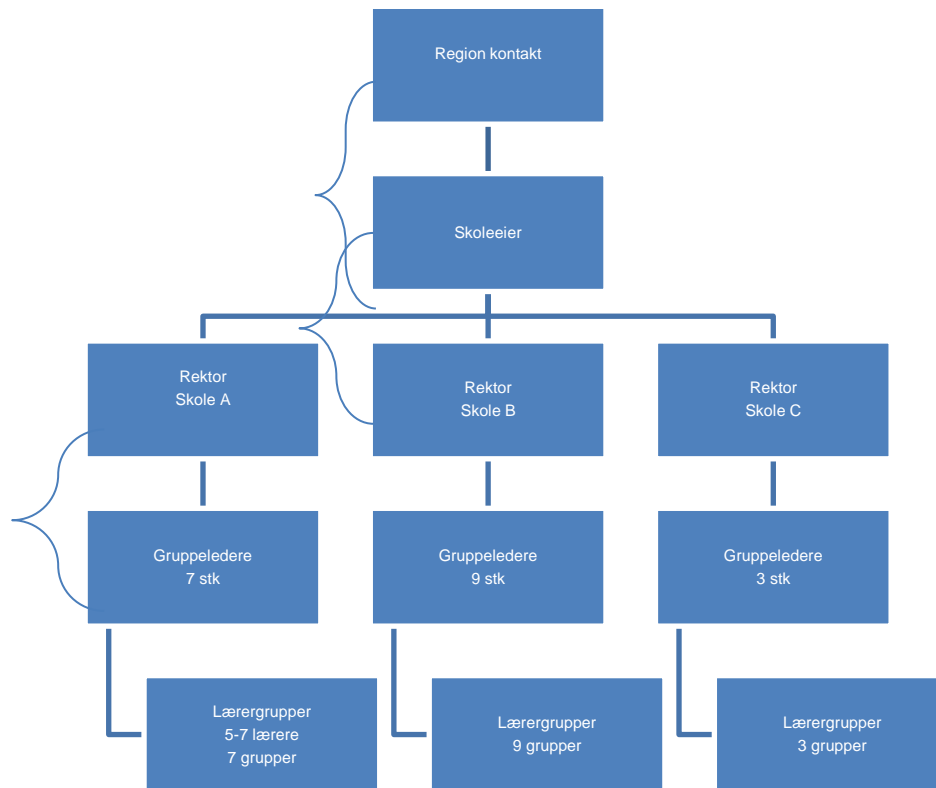 Region kontakt
Skoleeier
Rektor
Skole A
Rektor
Skole B
Rektor
Skole C
Gruppeledere
7 stk
Gruppeledere
9 stk
Gruppeledere
3 stk
Lærergrupper
5-7 lærere
7 grupper
Lærergrupper
9 grupper
Lærergrupper
3 grupper